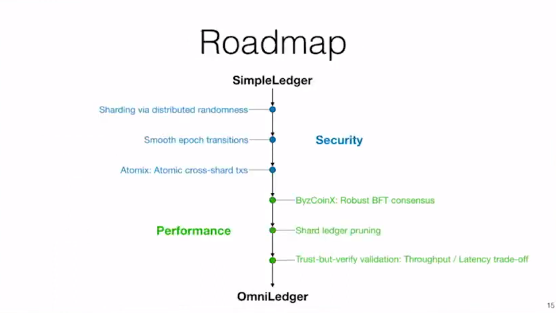 Roadmap
SimpleLedger
Sharding via distributed randomness
Smooth epoch transitions
Security
Atomix: Atomic cross-shard txs
ByzCoinX: Robust BFT consensus
Performance
Shard ledger pruning
Trust-but-verify validation: Throughput / Latency trade-off
OmniLedger
15